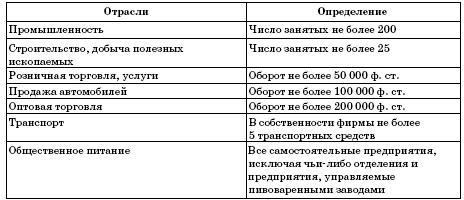 Отрасли Определение
Промышленность Число занятых не более 200
Строительство, добыча полезных Число занятых не более 25
ископаемых
Розничная торговля, услуги Оборот не более 50 000 ф. ст.
Продажа автомобилей Оборот не более 100 000 ф. ст.
Оптовая торговля Оборот не более 200 000 ф. ст.
Транспорт В собственности фирмы не более
5 транспортных средств
Общественное питание Все самостоятельные предприятия,
исключая чьи-либо отделения и
предприятия, управляемые
пивоваренными заводами